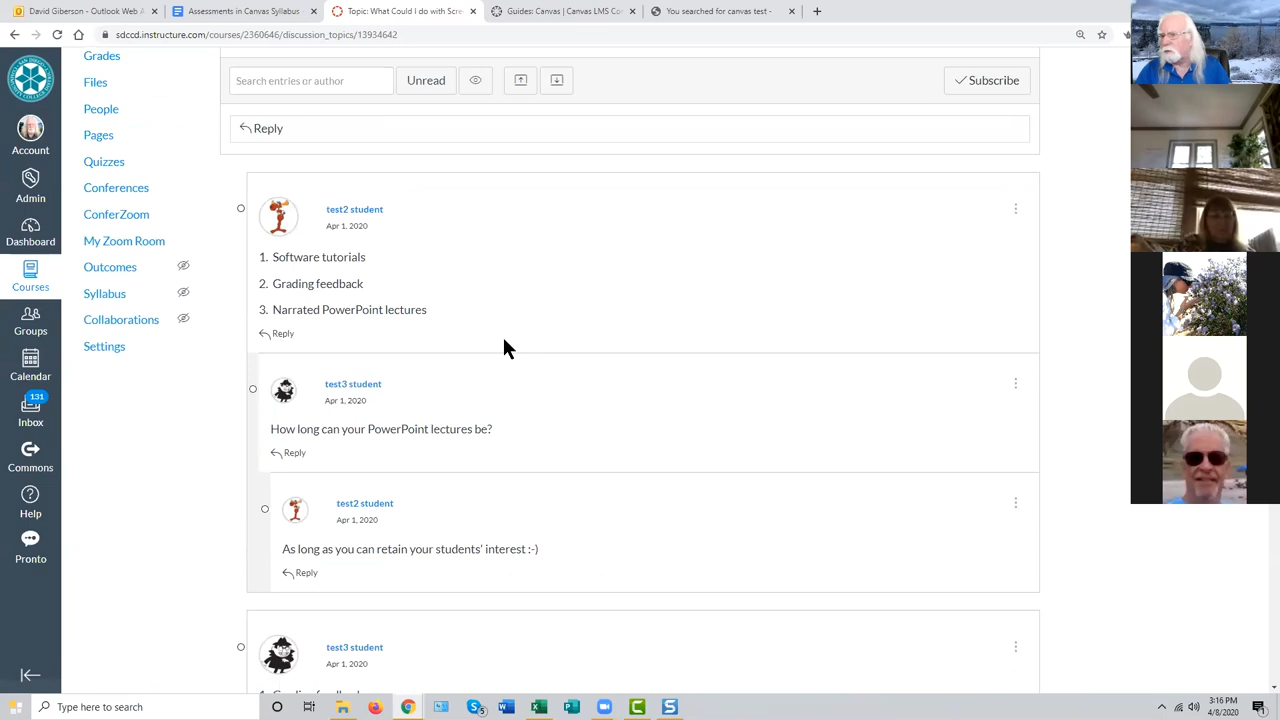 David Giberson - Outlook Web A
Assessments in Canvas Syllabus
Topic: What Could I do with Scre
Guides: Canvas | Canvas LMS Co
You searched for canvas test -
sdccd.instructure.com/courses/2360646/discussion_topics/13934642
Account
Admin
Dashboard
Courses
Groups
Calendar
131
Inbox
Commons
Help
Pronto
Grades
Files
People
Pages
Quizzes
Conferences
ConferZoom
My Zoom Room
Outcomes
Syllabus
Collaborations
Settings
Search entries or author
Unread
Subscribe
Reply
test2 student
Apr 1, 2020
1. Software tutorials
2. Grading feedback
3. Narrated PowerPoint lectures
Reply
test3 student
Apr 1, 2020
How long can your PowerPoint lectures be?
Reply
test2 student
Apr 1, 2020
As long as you can retain your students' interest :-)
Reply
test3 student
Apr 1, 2020
Type here to search
3:16 PM
4/8/2020